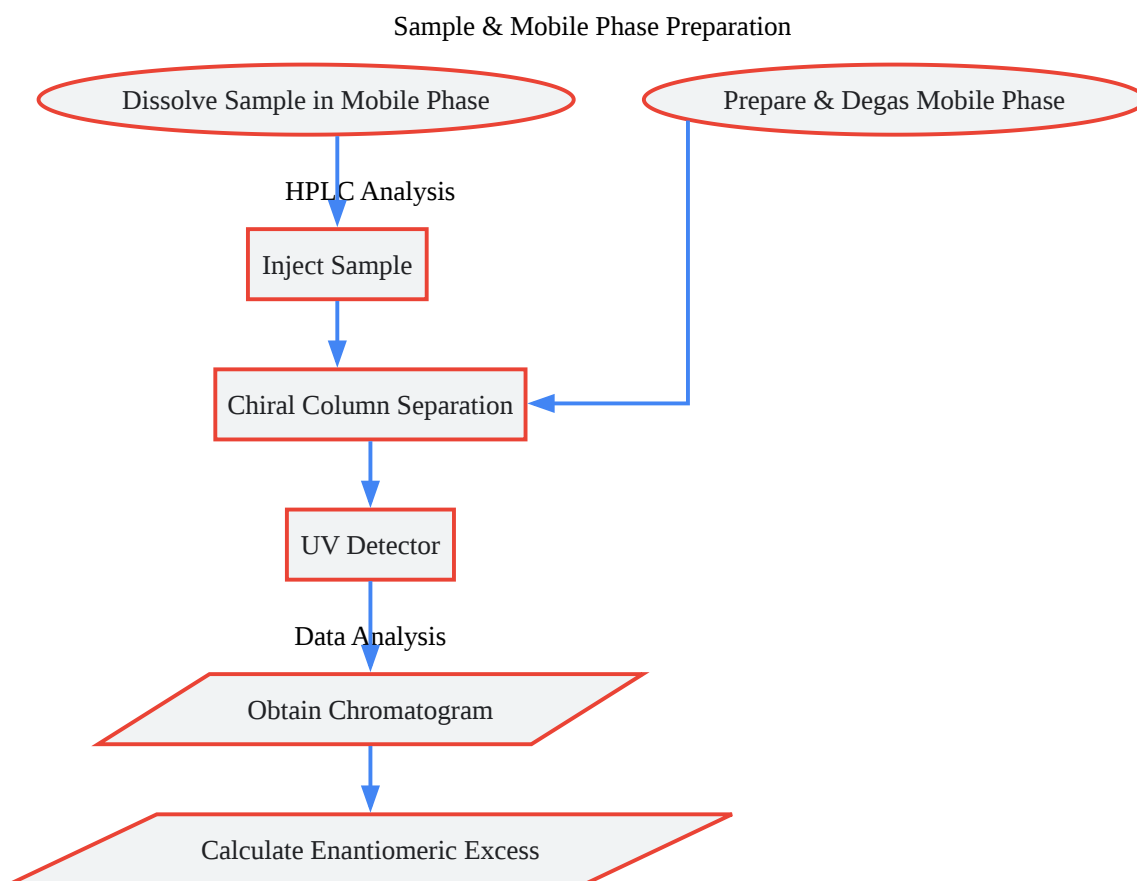 Sample & Mobile Phase Preparation
Dissolve Sample in Mobile Phase
Prepare & Degas Mobile Phase
HPLC Analysis
Inject Sample
Chiral Column Separation
UV Detector
Data Analysis
Obtain Chromatogram
Calculate Enantiomeric Excess